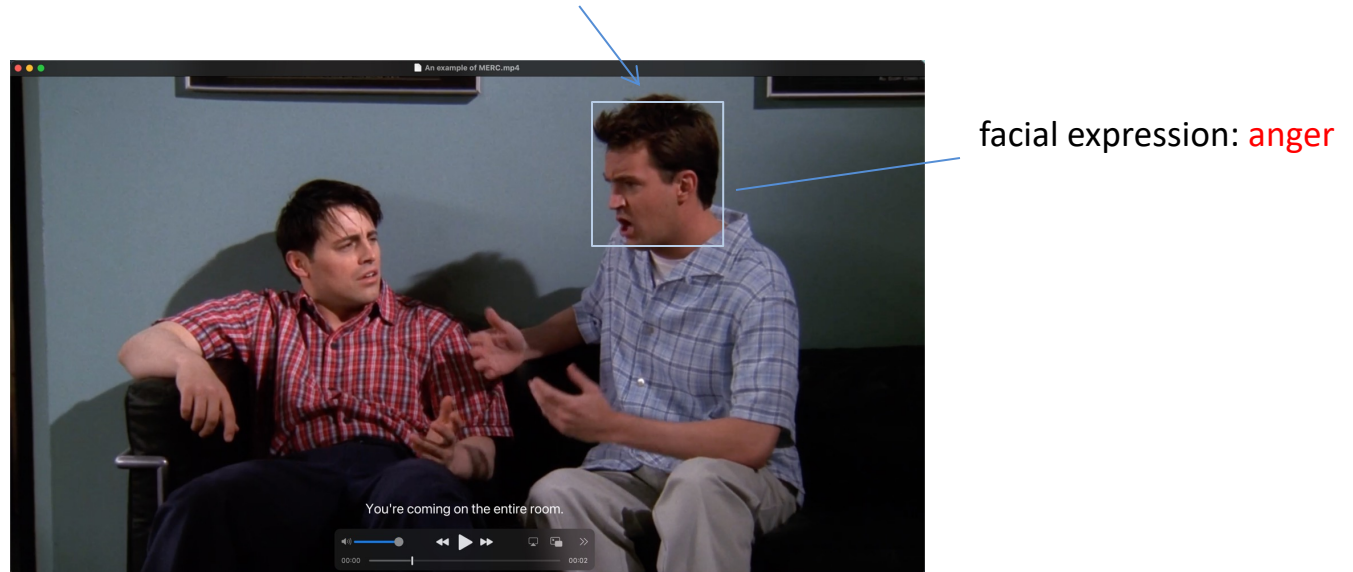 An example of MERC.mp4
facial expression: anger
You're coming on the entire room.
00:00
00:02